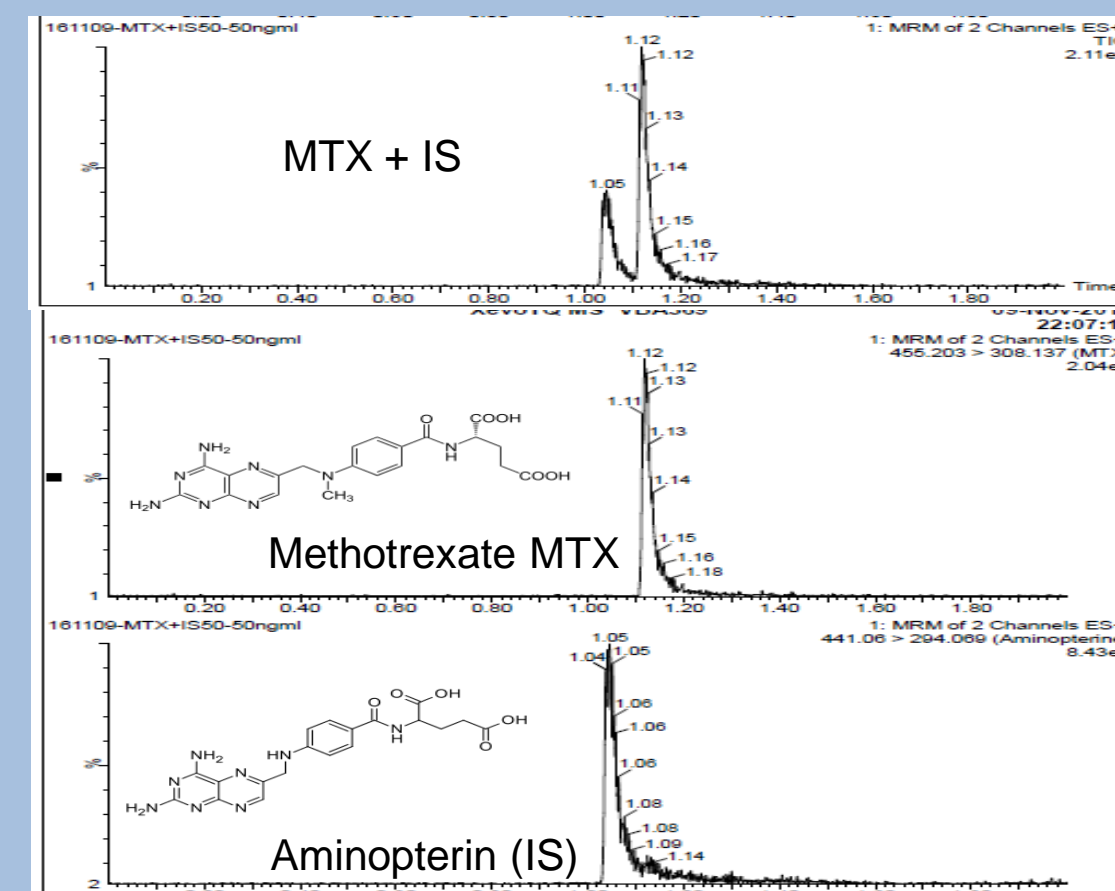 161109-MTX+IS50-50ngml
1: MRM of 2 Channels ES+
2.11e
1.12
1.12
1.11
1.13
MTX + IS
%
1.14
1.05
1.15
1.16
1.17
1
Time
0.20 0.40 0.60 0.80 1.00 1.20 1.40 1.60 1.80
22:07:1
161109-MTX+IS50-50ngml
1: MRM of 2 Channels ES+
455.203 > 308.137 (MTX
2.04e
1.12
1.12
1.13
1.11
1.13
O COOH
NH2
N N N H COOH
%
1.14
H2N N N CH3
1.15
Methotrexate MTX
1.16
1.18
1
0.20 0.40 0.60 0.80 1.00 1.20 1.40 1.60 1.80
161109-MTX+IS50-50ngml
1: MRM of 2 Channels ES+
441.06 > 294.069 (Aminopterine
8.43e
1.05
1.04
1.05
1.06
1.06
O O OH
N H OH
O
NH2 HN
%
N N
1.06
H2N N N
1.08
1.08
1.09
1.14
Aminopterin (IS)
2